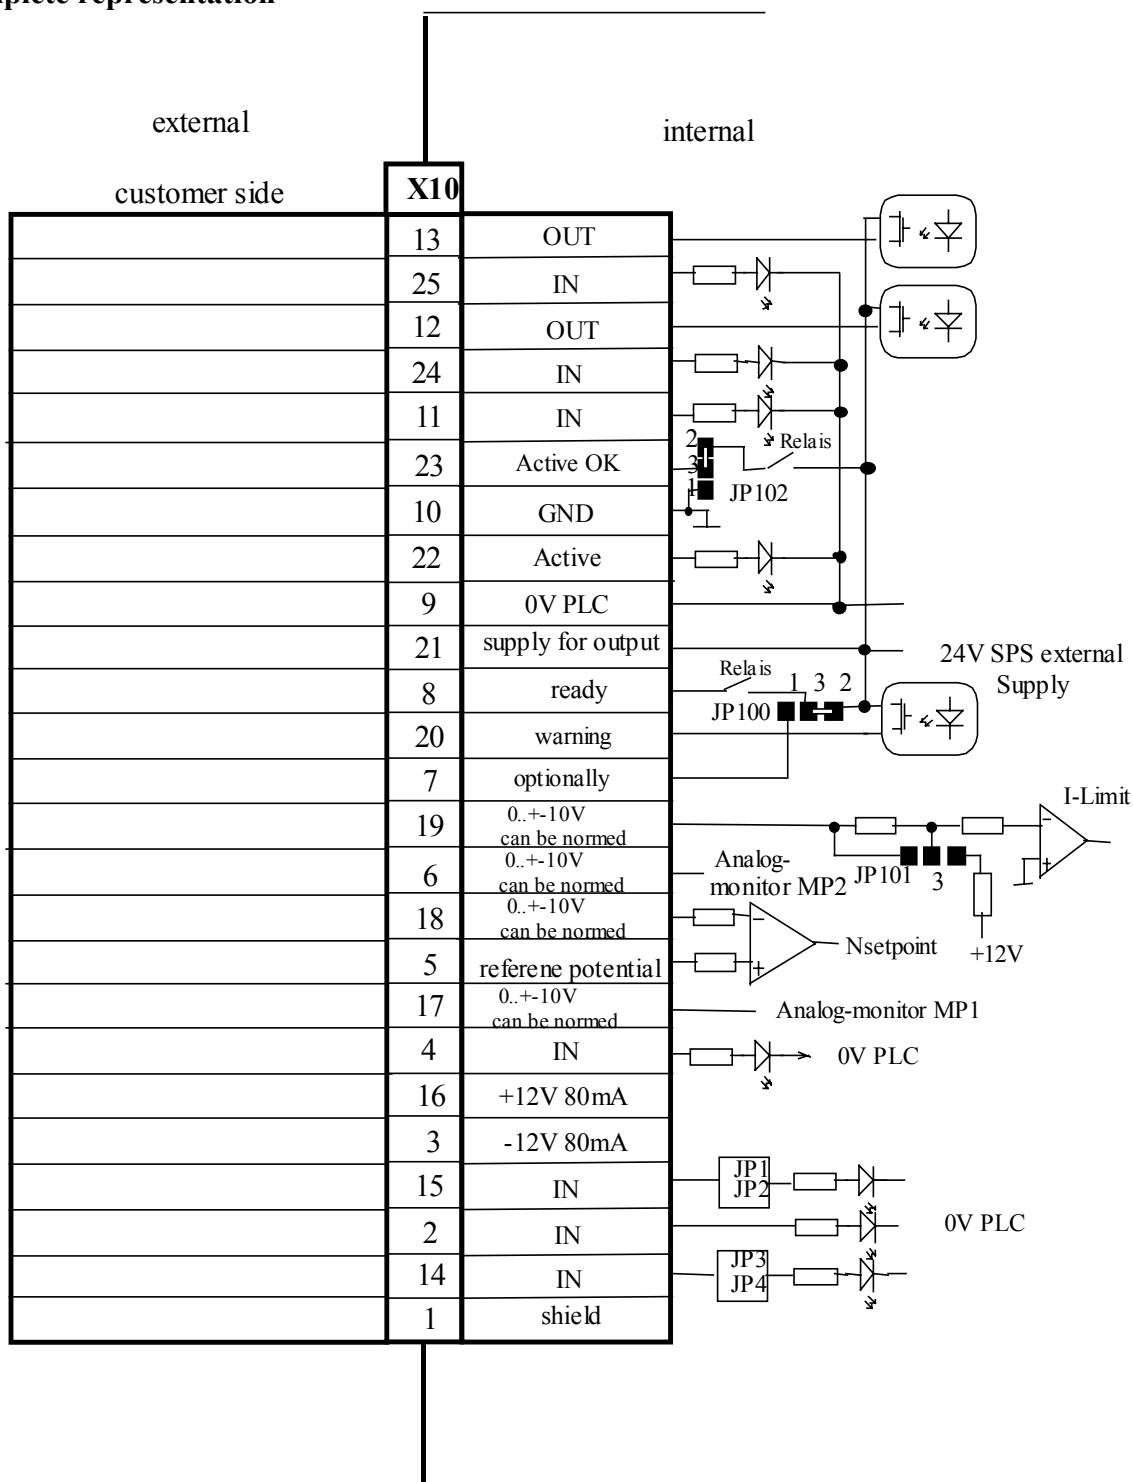 plete representation
external
internal
customer side
X10
13 OUT
25 IN
12 OUT
24 IN
11 IN
2
Relais
23 Active OK
3
1
JP102
10 GND
22 Active
9 0V PLC
21 supply for output
24V SPS external
Supply
Relais
1 3 2
8 ready
JP100
20 warning
7 optionally
I-Limit
19 0..+-10V
can be normed
6 0..+-10V
can be normed
Analog-
monitor MP2
JP101
3
18 0..+-10V
can be normed
Nsetpoint
+12V
5 referene potential
17 0..+-10V
can be normed
Analog-monitor MP1
4 IN
0V PLC
16 +12V 80mA
3 -12V 80mA
15 IN
JP1
JP2
2 IN
0V PLC
14 IN
JP3
JP4
1 shield